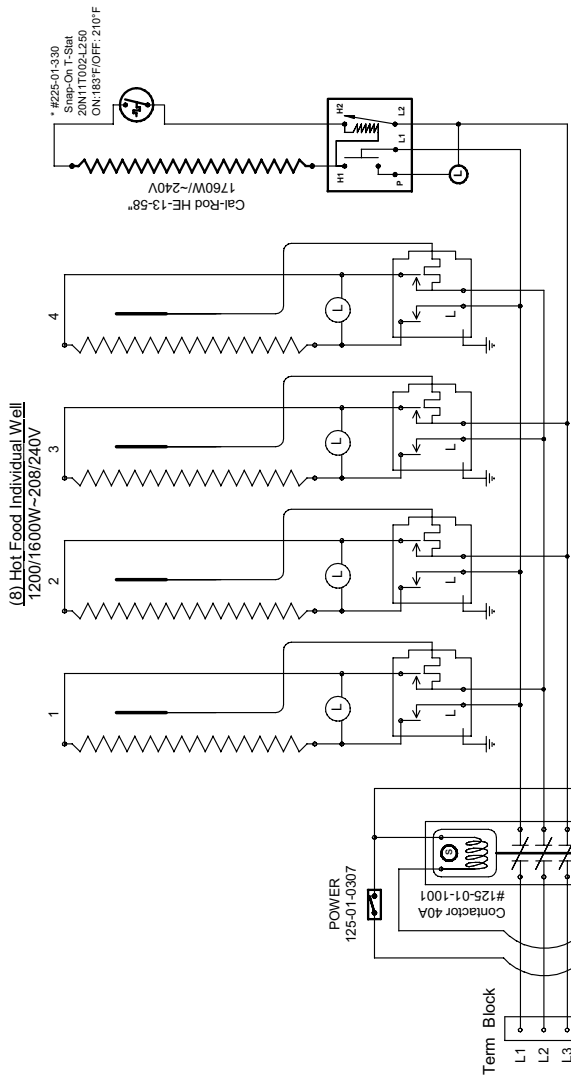 (8) Hot Food Individual Well
1200/1600W~208/240V
* #225-01-330
Snap-On T-Stat
20N11T002-L250
ON:183°F/OFF: 210°F
Cal-Rod HE-13-58"
1760W/~240V
H1
H2
P
L1
L2
L
1
2
3
4
L
L
L
L
L
L
L
L
POWER
125-01-0307
S
Contactor 40A
#125-01-1001
Term Block
L1
L2
L3